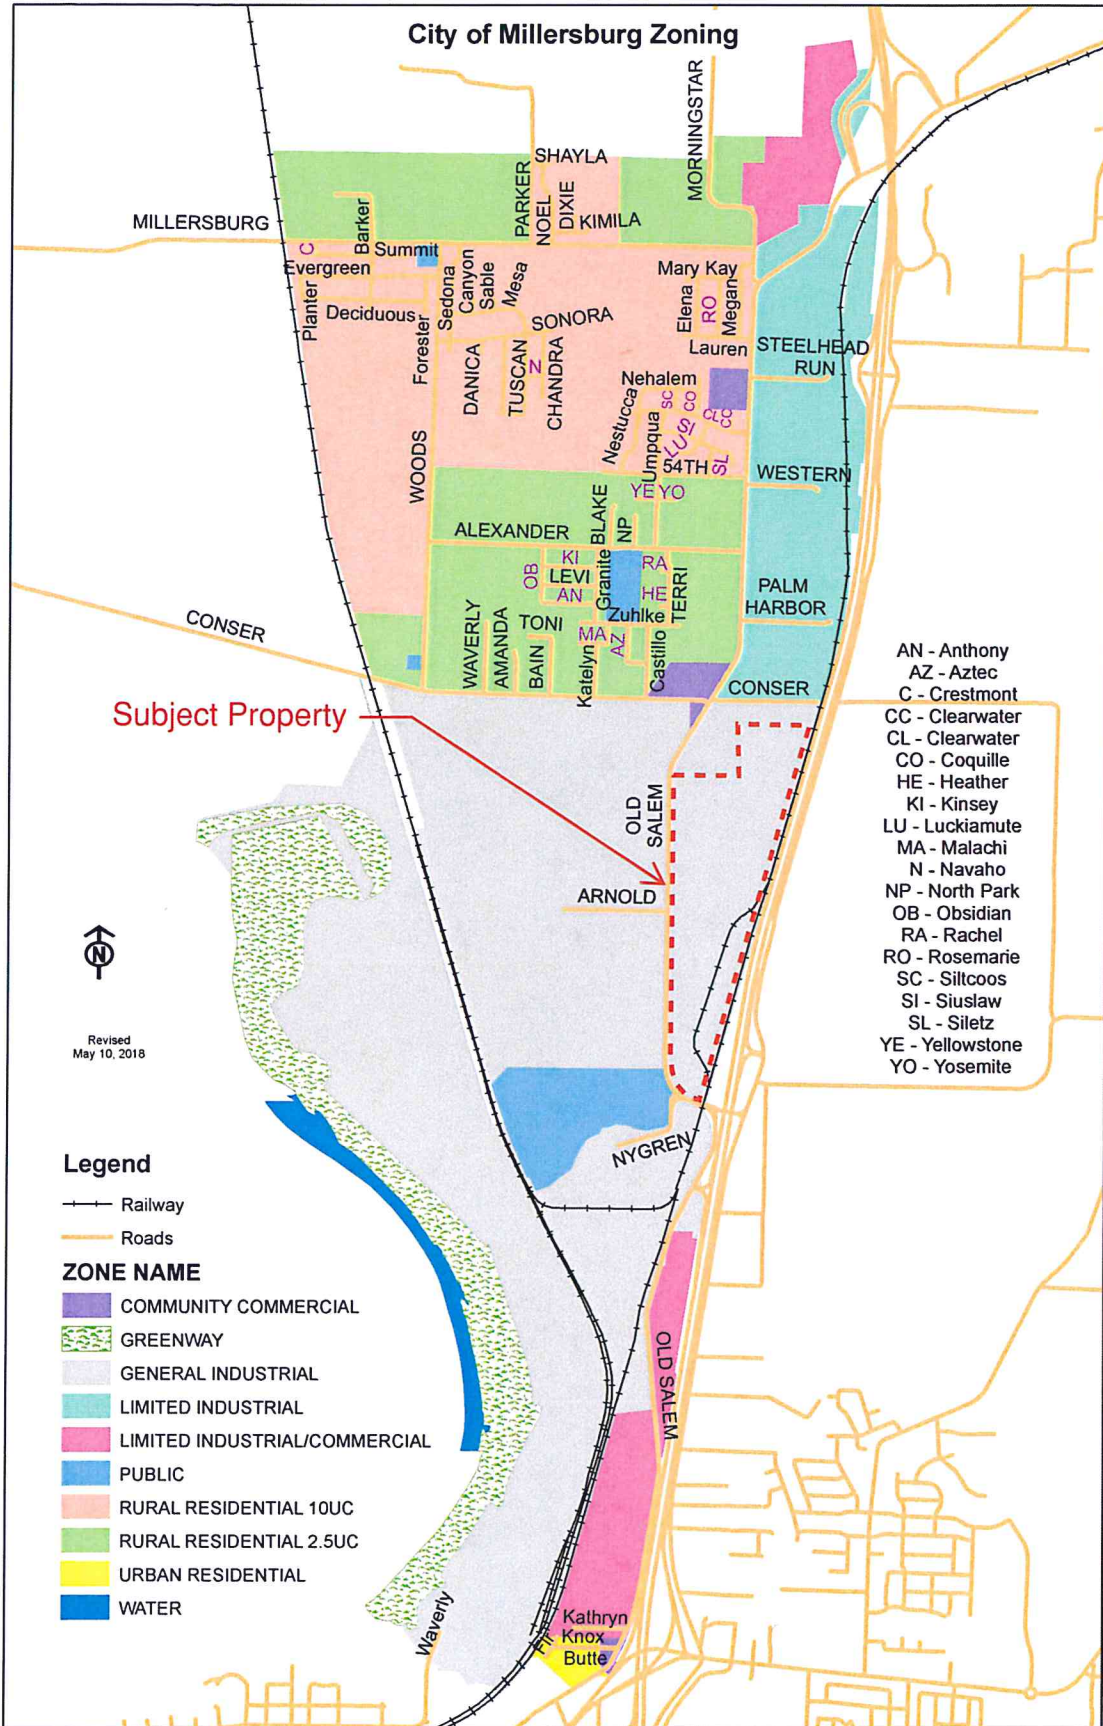 City of Millersburg Zoning
MORNINGSTAR
SHAYLA
PARKER
NOEL
DIXIE
KIMILA
MILLERSBURG
Barker
C
Summit
Evergreen
Planter
Deciduous
Forester
Sedona
Canyon
Sable
Mesa
SONORA
Mary Kay
Elena
RO
Megan
Lauren
STEELHEAD
RUN
DANICA
TUSCAN
N
CHANDRA
Nehalem
SC
CO
CL
CC
Nestucca
SI
LU
Umpqua
54TH
SL
WESTERN
WOODS
YE
YO
BLAKE
NP
ALEXANDER
KI
OB
LEVI
AN
Granite
RA
HE
TERRI
PALM
HARBOR
Zuhlke
CONSER
WAVERLY
AMANDA
TONI
BAIN
MA
AZ
Katelyn
Castillo
CONSER
Subject Property
OLD
SALEM
ARNOLD
AN - Anthony
AZ - Aztec
C - Crestmont
CC - Clearwater
CL - Clearwater
CO - Coquille
HE - Heather
KI - Kinsey
LU - Luckiamute
MA - Malachi
N - Navaho
NP - North Park
OB - Obsidian
RA - Rachel
RO - Rosemarie
SC - Siltcoos
SI - Siuslaw
SL - Siletz
YE - Yellowstone
YO - Yosemite
N
Revised
May 10, 2018
NYGREN
Legend
Railway
Roads
ZONE NAME
COMMUNITY COMMERCIAL
GREENWAY
GENERAL INDUSTRIAL
LIMITED INDUSTRIAL
LIMITED INDUSTRIAL/COMMERCIAL
PUBLIC
RURAL RESIDENTIAL 10UC
RURAL RESIDENTIAL 2.5UC
URBAN RESIDENTIAL
WATER
OLD SALEM
Waverly
Kathryn
Knox
Fir
Butte